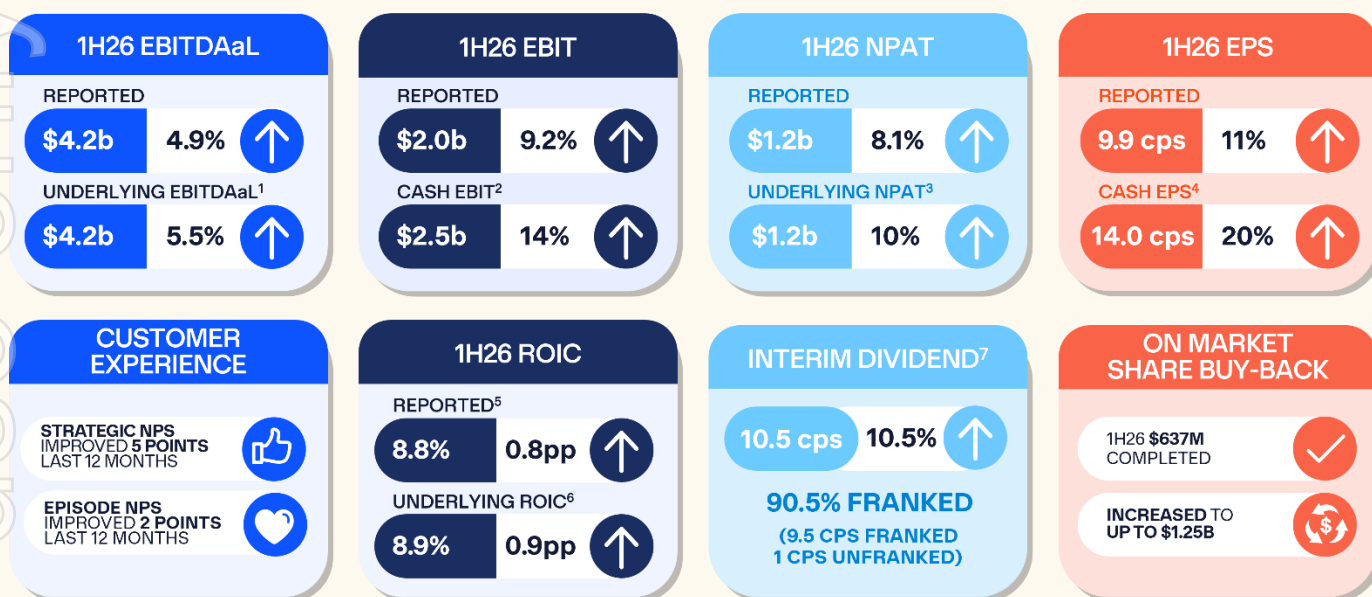 1H26 EBITDAaL
REPORTED
$4.2b 4.9%
UNDERLYING EBITDAaL¹
$4.2b 5.5%
1H26 EBIT
REPORTED
$2.0b 9.2%
CASH EBIT²
$2.5b 14%
1H26 NPAT
REPORTED
$1.2b 8.1%
UNDERLYING NPAT³
$1.2b 10%
1H26 EPS
REPORTED
9.9 cps 11%
CASH EPS⁴
14.0 cps 20%
CUSTOMER
EXPERIENCE
STRATEGIC NPS
IMPROVED 5 POINTS
LAST 12 MONTHS
EPISODE NPS
IMPROVED 2 POINTS
LAST 12 MONTHS
1H26 ROIC
REPORTED⁵
8.8% 0.8pp
UNDERLYING ROIC⁶
8.9% 0.9pp
INTERIM DIVIDEND⁷
10.5 cps 10.5%
90.5% FRANKED
(9.5 CPS FRANKED
1 CPS UNFRANKED)
ON MARKET
SHARE BUY-BACK
1H26 $637M
COMPLETED
INCREASED TO
UP TO $1.25B
$